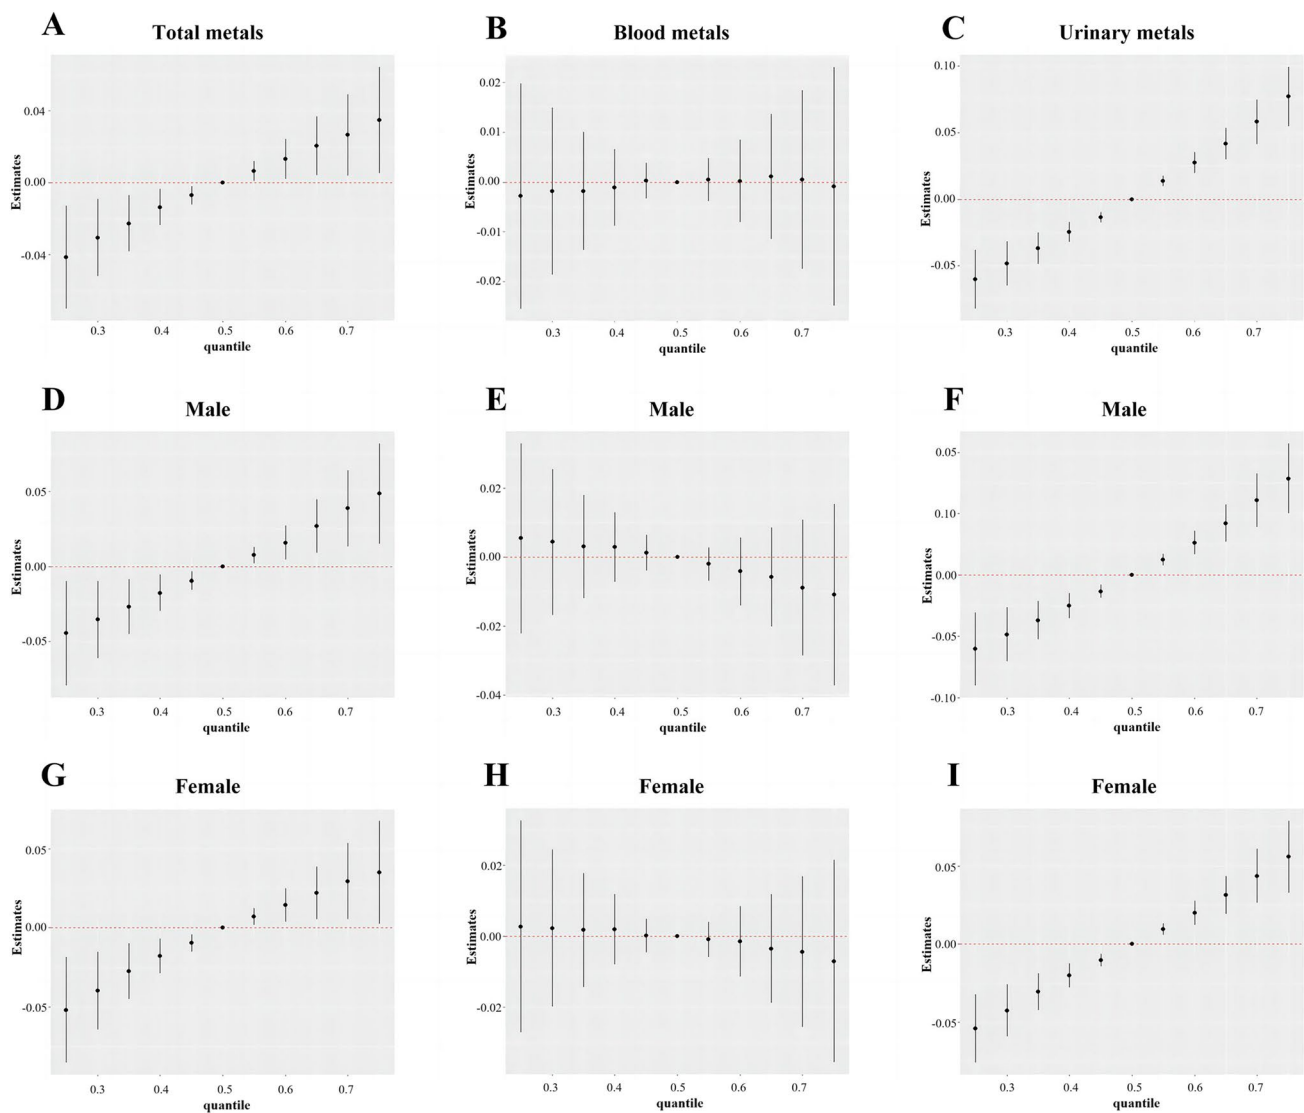 A
Total metals
0.04
0.00
-0.04
Estimates
0.3
0.4
0.5
0.6
0.7
quantile
B
Blood metals
0.02
0.01
0.00
-0.01
-0.02
Estimates
0.3
0.4
0.5
0.6
0.7
quantile
C
Urinary metals
0.10
0.05
0.00
-0.05
Estimates
0.3
0.4
0.5
0.6
0.7
quantile
D
Male
0.05
0.00
-0.05
Estimates
0.3
0.4
0.5
0.6
0.7
quantile
E
Male
0.02
0.00
-0.02
-0.04
Estimates
0.3
0.4
0.5
0.6
0.7
quantile
F
Male
0.05
0.10
0.00
-0.05
-0.10
Estimates
0.3
0.4
0.5
0.6
0.7
quantile
G
Female
0.05
0.00
-0.05
Estimates
0.3
0.4
0.5
0.6
0.7
quantile
H
Female
0.02
0.00
-0.02
Estimates
0.3
0.4
0.5
0.6
0.7
quantile
I
Female
0.05
0.00
-0.05
Estimates
0.3
0.4
0.5
0.6
0.7
quantile